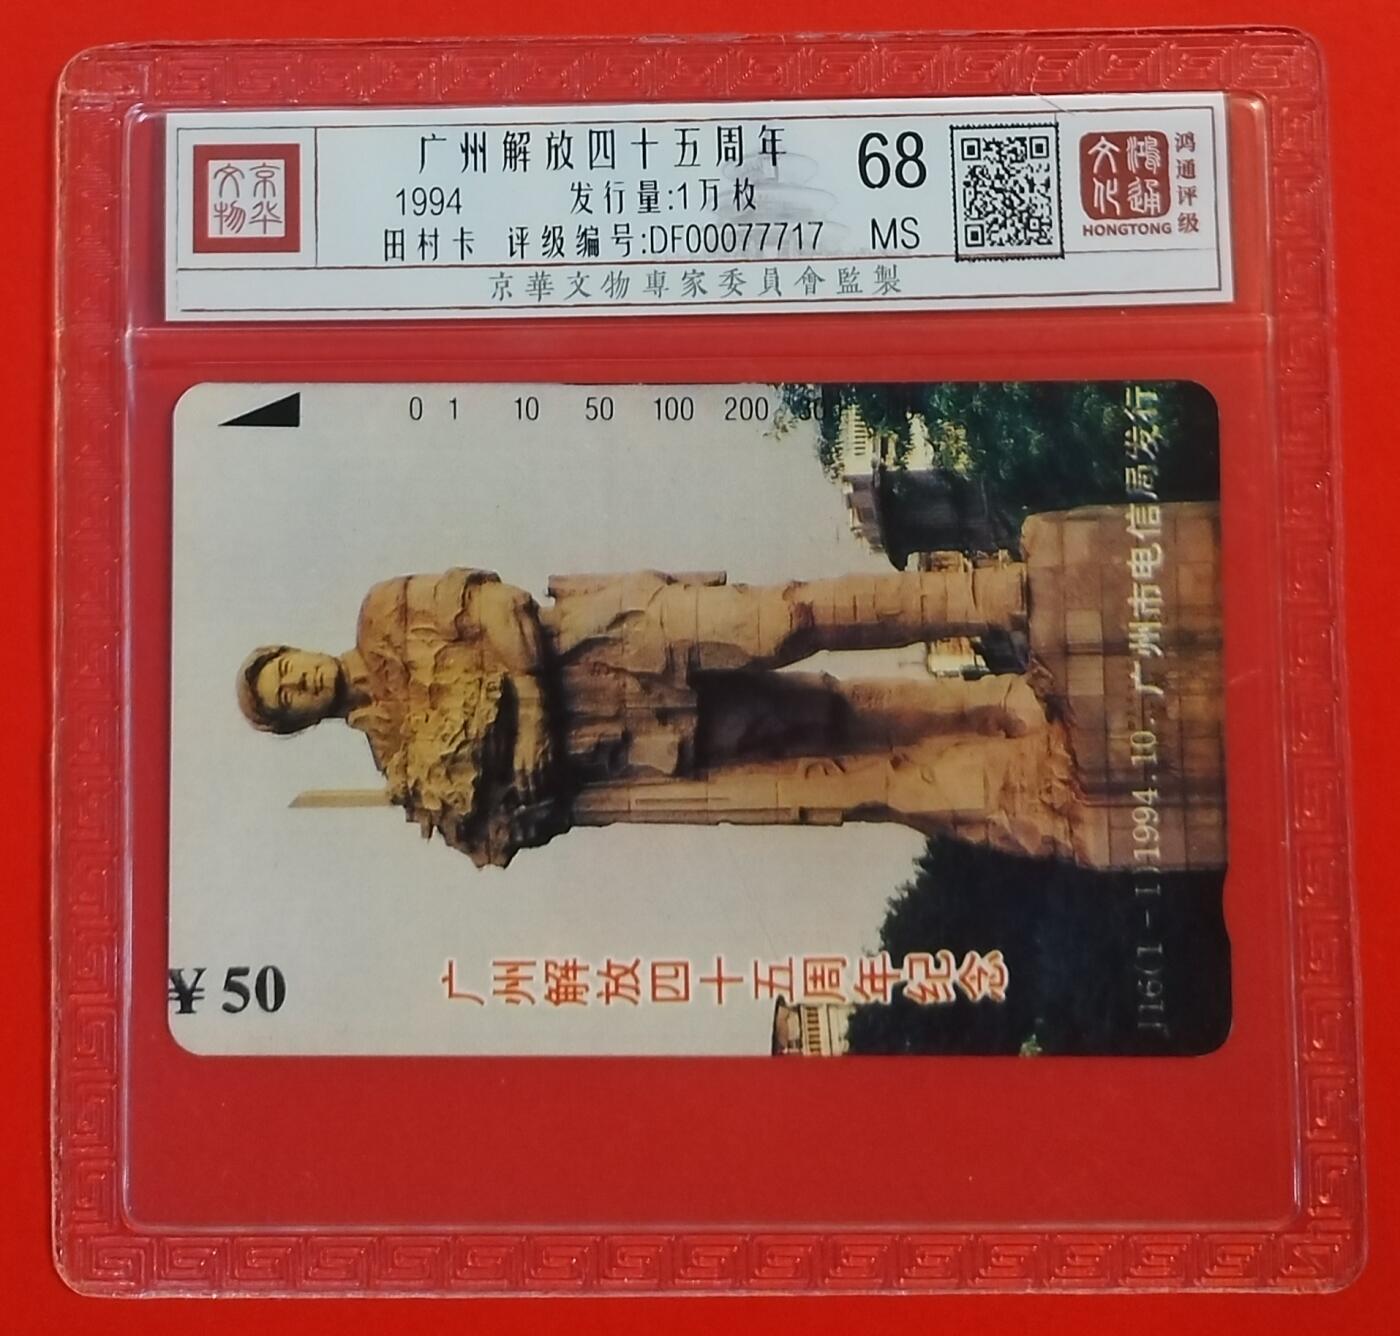 京华
文物
广州解放四十五周年
1994 发行量:1万枚
田村卡 评级编号:DF00077717
68
MS
鸿通
文化
HONGTONG
鸿通评级
京華文物專家委員會監製
0 1 10 50 100 200 30
¥50
广州解放四十五周年纪念
J16(1-1)1994.10.广州市电信局发行